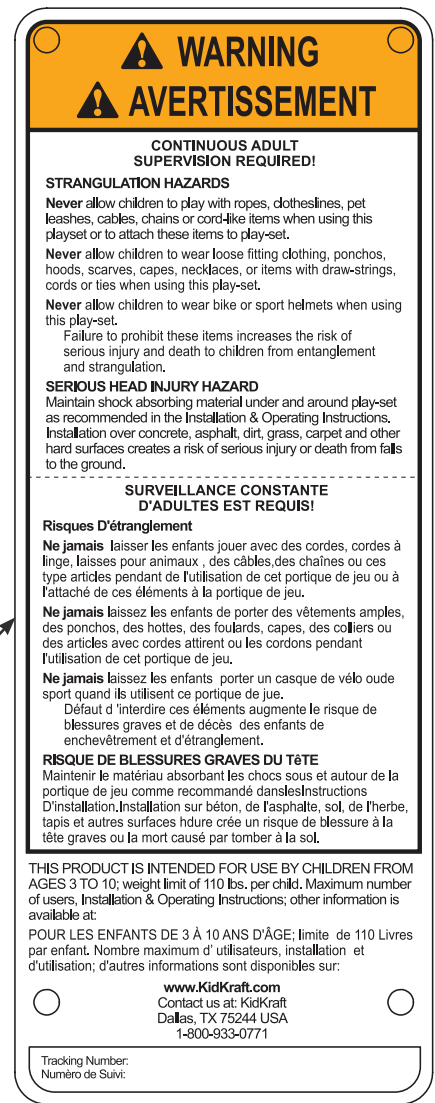 WARNING
AVERTISSEMENT
CONTINUOUS ADULT
SUPERVISION REQUIRED!
STRANGULATION HAZARDS
Never allow children to play with ropes, clotheslines, pet
leashes, cables, chains or cord-like items when using this
playset or to attach these items to play-set.
Never allow children to wear loose fitting clothing, ponchos,
hoods, scarves, capes, necklaces, or items with draw-strings,
cords or ties when using this play-set.
Never allow children to wear bike or sport helmets when using
this play-set.
Failure to prohibit these items increases the risk of
serious injury and death to children from entanglement
and strangulation.
SERIOUS HEAD INJURY HAZARD
Maintain shock absorbing material under and around play-set
as recommended in the Installation & Operating Instructions.
Installation over concrete, asphalt, dirt, grass, carpet and other
hard surfaces creates a risk of serious injury or death from falls
to the ground.
SURVEILLANCE CONSTANTE
D'ADULTES EST REQUIS!
Risques D'étranglement
Ne jamais laisser les enfants jouer avec des cordes, cordes à
linge, laisses pour animaux , des câbles,des chaînes ou ces
type articles pendant de l'utilisation de cet portique de jeu ou à
l'attaché de ces éléments à la portique de jeu.
Ne jamais laissez les enfants de porter des vêtements amples,
des ponchos, des hottes, des foulards, capes, des colliers ou
des articles avec cordes attirent ou les cordons pendant
l'utilisation de cet portique de jeu.
Ne jamais laissez les enfants porter un casque de vélo oude
sport quand ils utilisent ce portique de jue.
Défaut d 'interdire ces éléments augmente le risque de
blessures graves et de décès des enfants de
enchevêtrement et d'étranglement.
RISQUE DE BLESSURES GRAVES DU TêTE
Maintenir le matériau absorbant les chocs sous et autour de la
portique de jeu comme recommandé danslesInstructions
D'installation.Installation sur béton, de l'asphalte, sol, de l'herbe,
tapis et autres surfaces hdure crée un risque de blessure à la
tête graves ou la mort causé par tomber à la sol.
THIS PRODUCT IS INTENDED FOR USE BY CHILDREN FROM
AGES 3 TO 10; weight limit of 110 lbs. per child. Maximum number
of users, Installation & Operating Instructions; other information is
available at:
POUR LES ENFANTS DE 3 À 10 ANS D'ÂGE; limite de 110 Livres
par enfant. Nombre maximum d' utilisateurs, installation et
d'utilisation; d'autres informations sont disponibles sur:
www.KidKraft.com
Contact us at: KidKraft
Dallas, TX 75244 USA
1-800-933-0771
Tracking Number:
Numèro de Suivi: